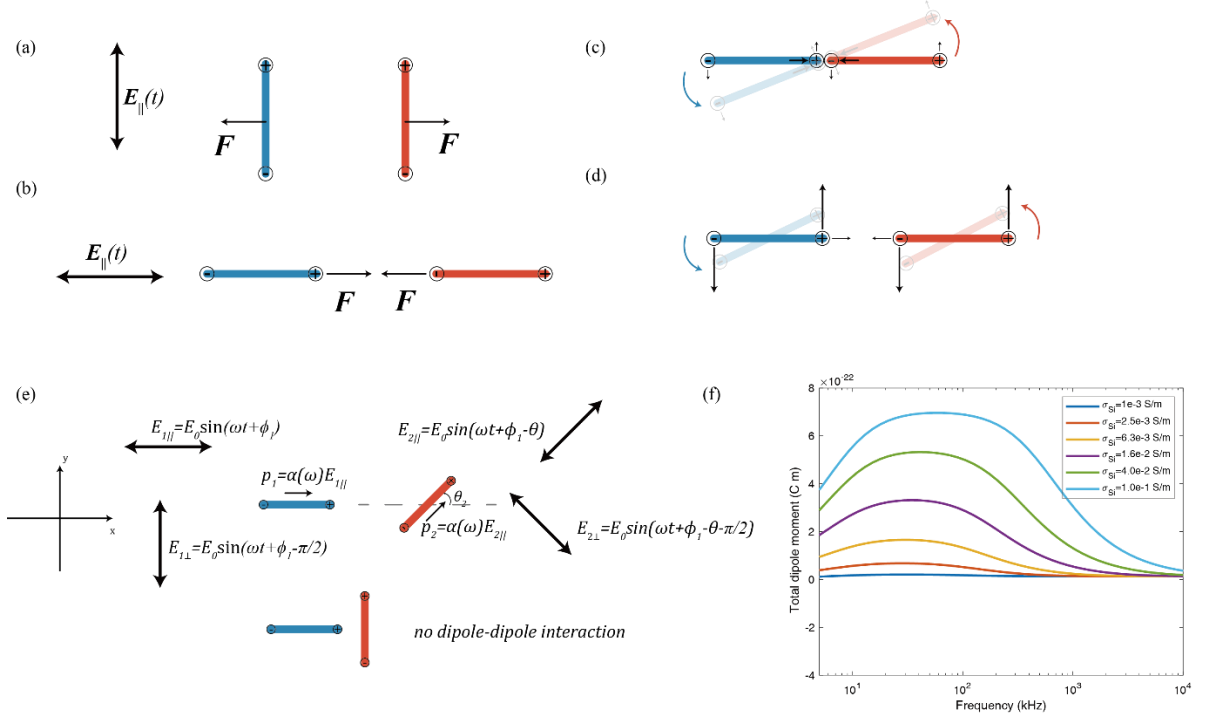 (a)
E||(t)
F
F
(b)
E||(t)
F
F
(c)
(d)
(e)
y
x
E1||=E0sin(ωt+ϕ1)
p1=α(ω)E1||
E1⊥=E0sin(ωt+ϕ1-π/2)
θ2
p2=α(ω)E2||
E2||=E0sin(ωt+ϕ1-θ)
E2⊥=E0sin(ωt+ϕ1-θ-π/2)
no dipole-dipole interaction
(f)
×10-22
8
6
4
2
0
-2
-4
Total dipole moment (C m)
σSi=1e-3 S/m
σSi=2.5e-3 S/m
σSi=6.3e-3 S/m
σSi=1.6e-2 S/m
σSi=4.0e-2 S/m
σSi=1.0e-1 S/m
101
102
103
104
Frequency (kHz)